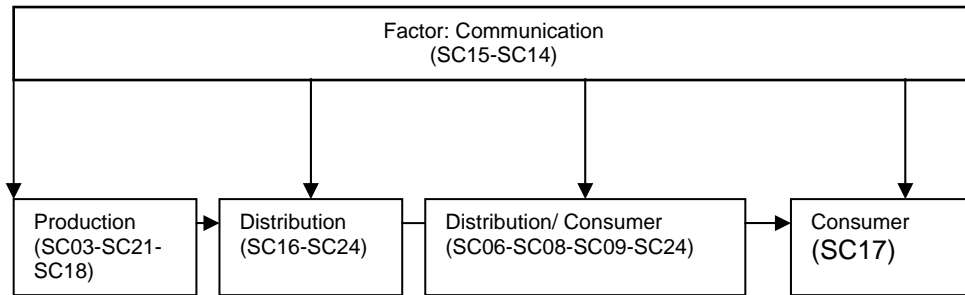 Factor: Communication
(SC15-SC14)
Production
(SC03-SC21-
SC18)
Distribution
(SC16-SC24)
Distribution/ Consumer
(SC06-SC08-SC09-SC24)
Consumer
(SC17)